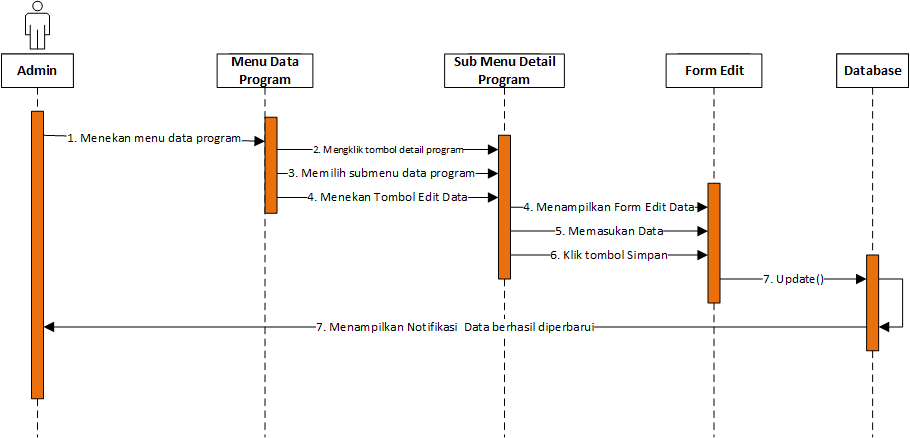 Admin
Menu Data
Program
Sub Menu Detail
Program
Form Edit
Database
1. Menekan menu data program
2. Mengklik tombol detail program
3. Memilih submenu data program
4. Menekan Tombol Edit Data
4. Menampilkan Form Edit Data
5. Memasukan Data
6. Klik tombol Simpan
7. Update()
7. Menampilkan Notifikasi Data berhasil diperbarui